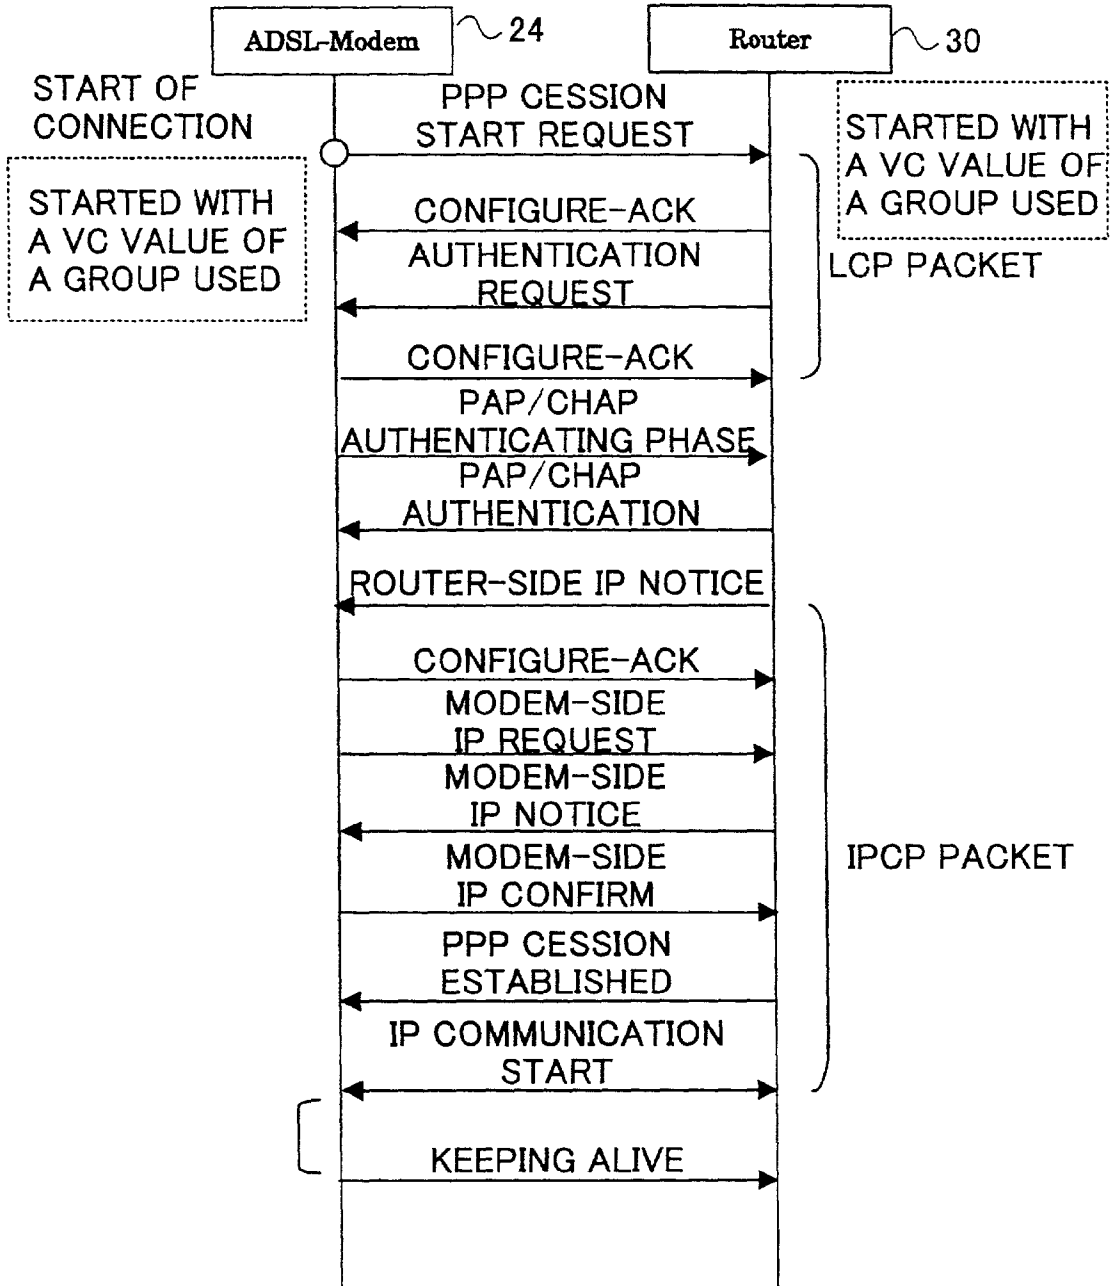 ADSL-Modem
24
Router
30
START OF
CONNECTION
PPP CESSION
START REQUEST
STARTED WITH
A VC VALUE OF
A GROUP USED
STARTED WITH
A VC VALUE OF
A GROUP USED
CONFIGURE-ACK
AUTHENTICATION
REQUEST
LCP PACKET
CONFIGURE-ACK
PAP/CHAP
AUTHENTICATING PHASE
PAP/CHAP
AUTHENTICATION
ROUTER-SIDE IP NOTICE
CONFIGURE-ACK
MODEM-SIDE
IP REQUEST
MODEM-SIDE
IP NOTICE
IPCP PACKET
MODEM-SIDE
IP CONFIRM
PPP CESSION
ESTABLISHED
IP COMMUNICATION
START
KEEPING ALIVE